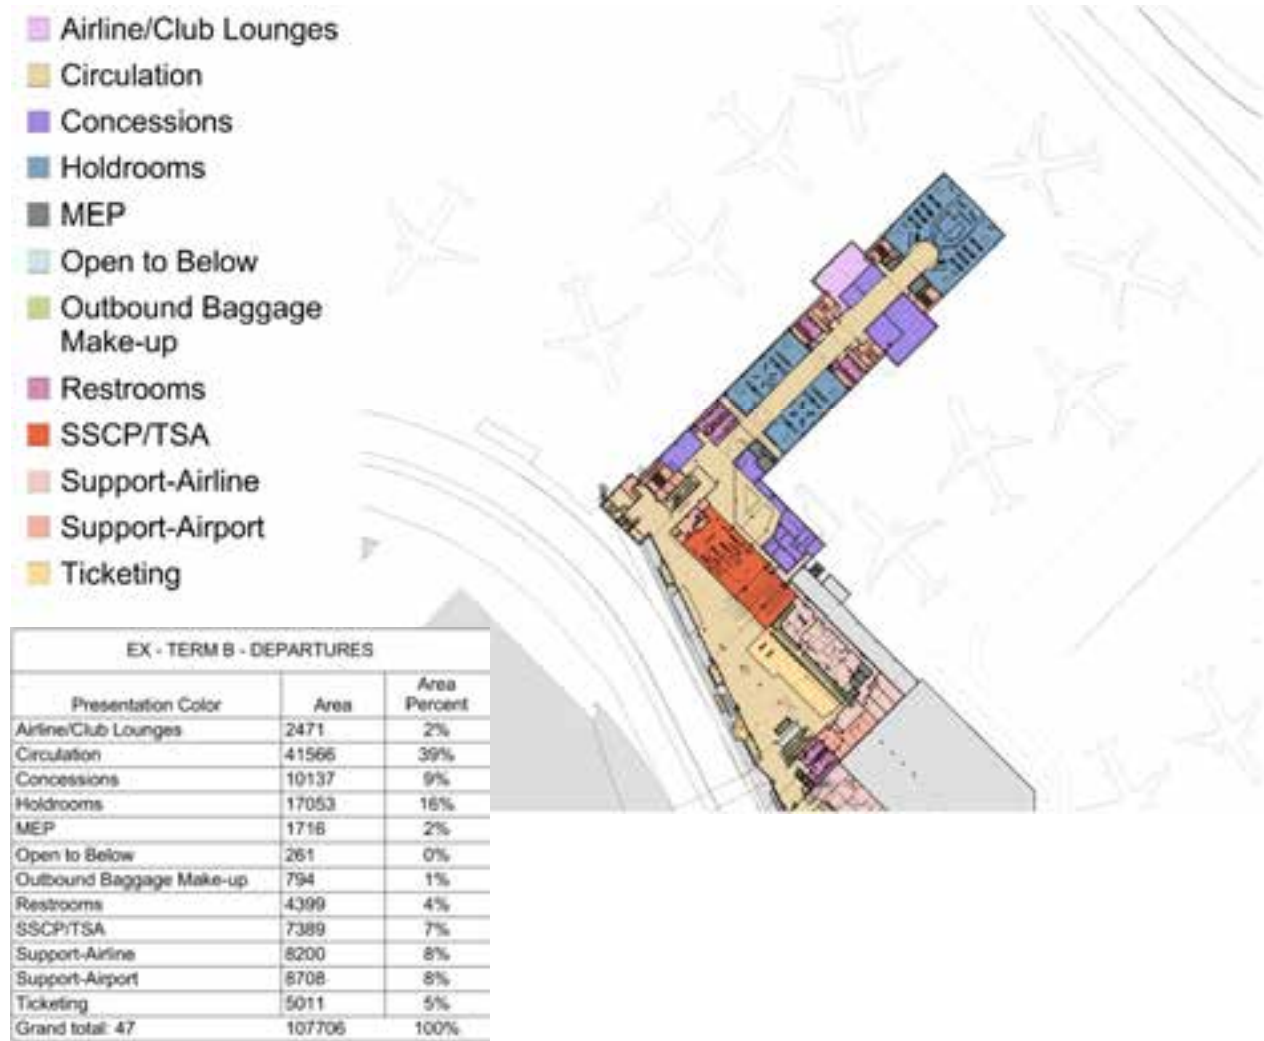 Airline/Club Lounges
Circulation
Concessions
Holdrooms
MEP
Open to Below
Outbound Baggage
Make-up
Restrooms
SSCP/TSA
Support-Airline
Support-Airport
Ticketing
EX - TERM B - DEPARTURES
Presentation Color Area Area Percent
Airline/Club Lounges 2471 2%
Circulation 41566 39%
Concessions 10137 9%
Holdrooms 17053 16%
MEP 1716 2%
Open to Below 261 0%
Outbound Baggage Make-up 794 1%
Restrooms 4399 4%
SSCP/TSA 7389 7%
Support-Airline 8200 8%
Support-Airport 8708 8%
Ticketing 5011 5%
Grand total: 47 107706 100%